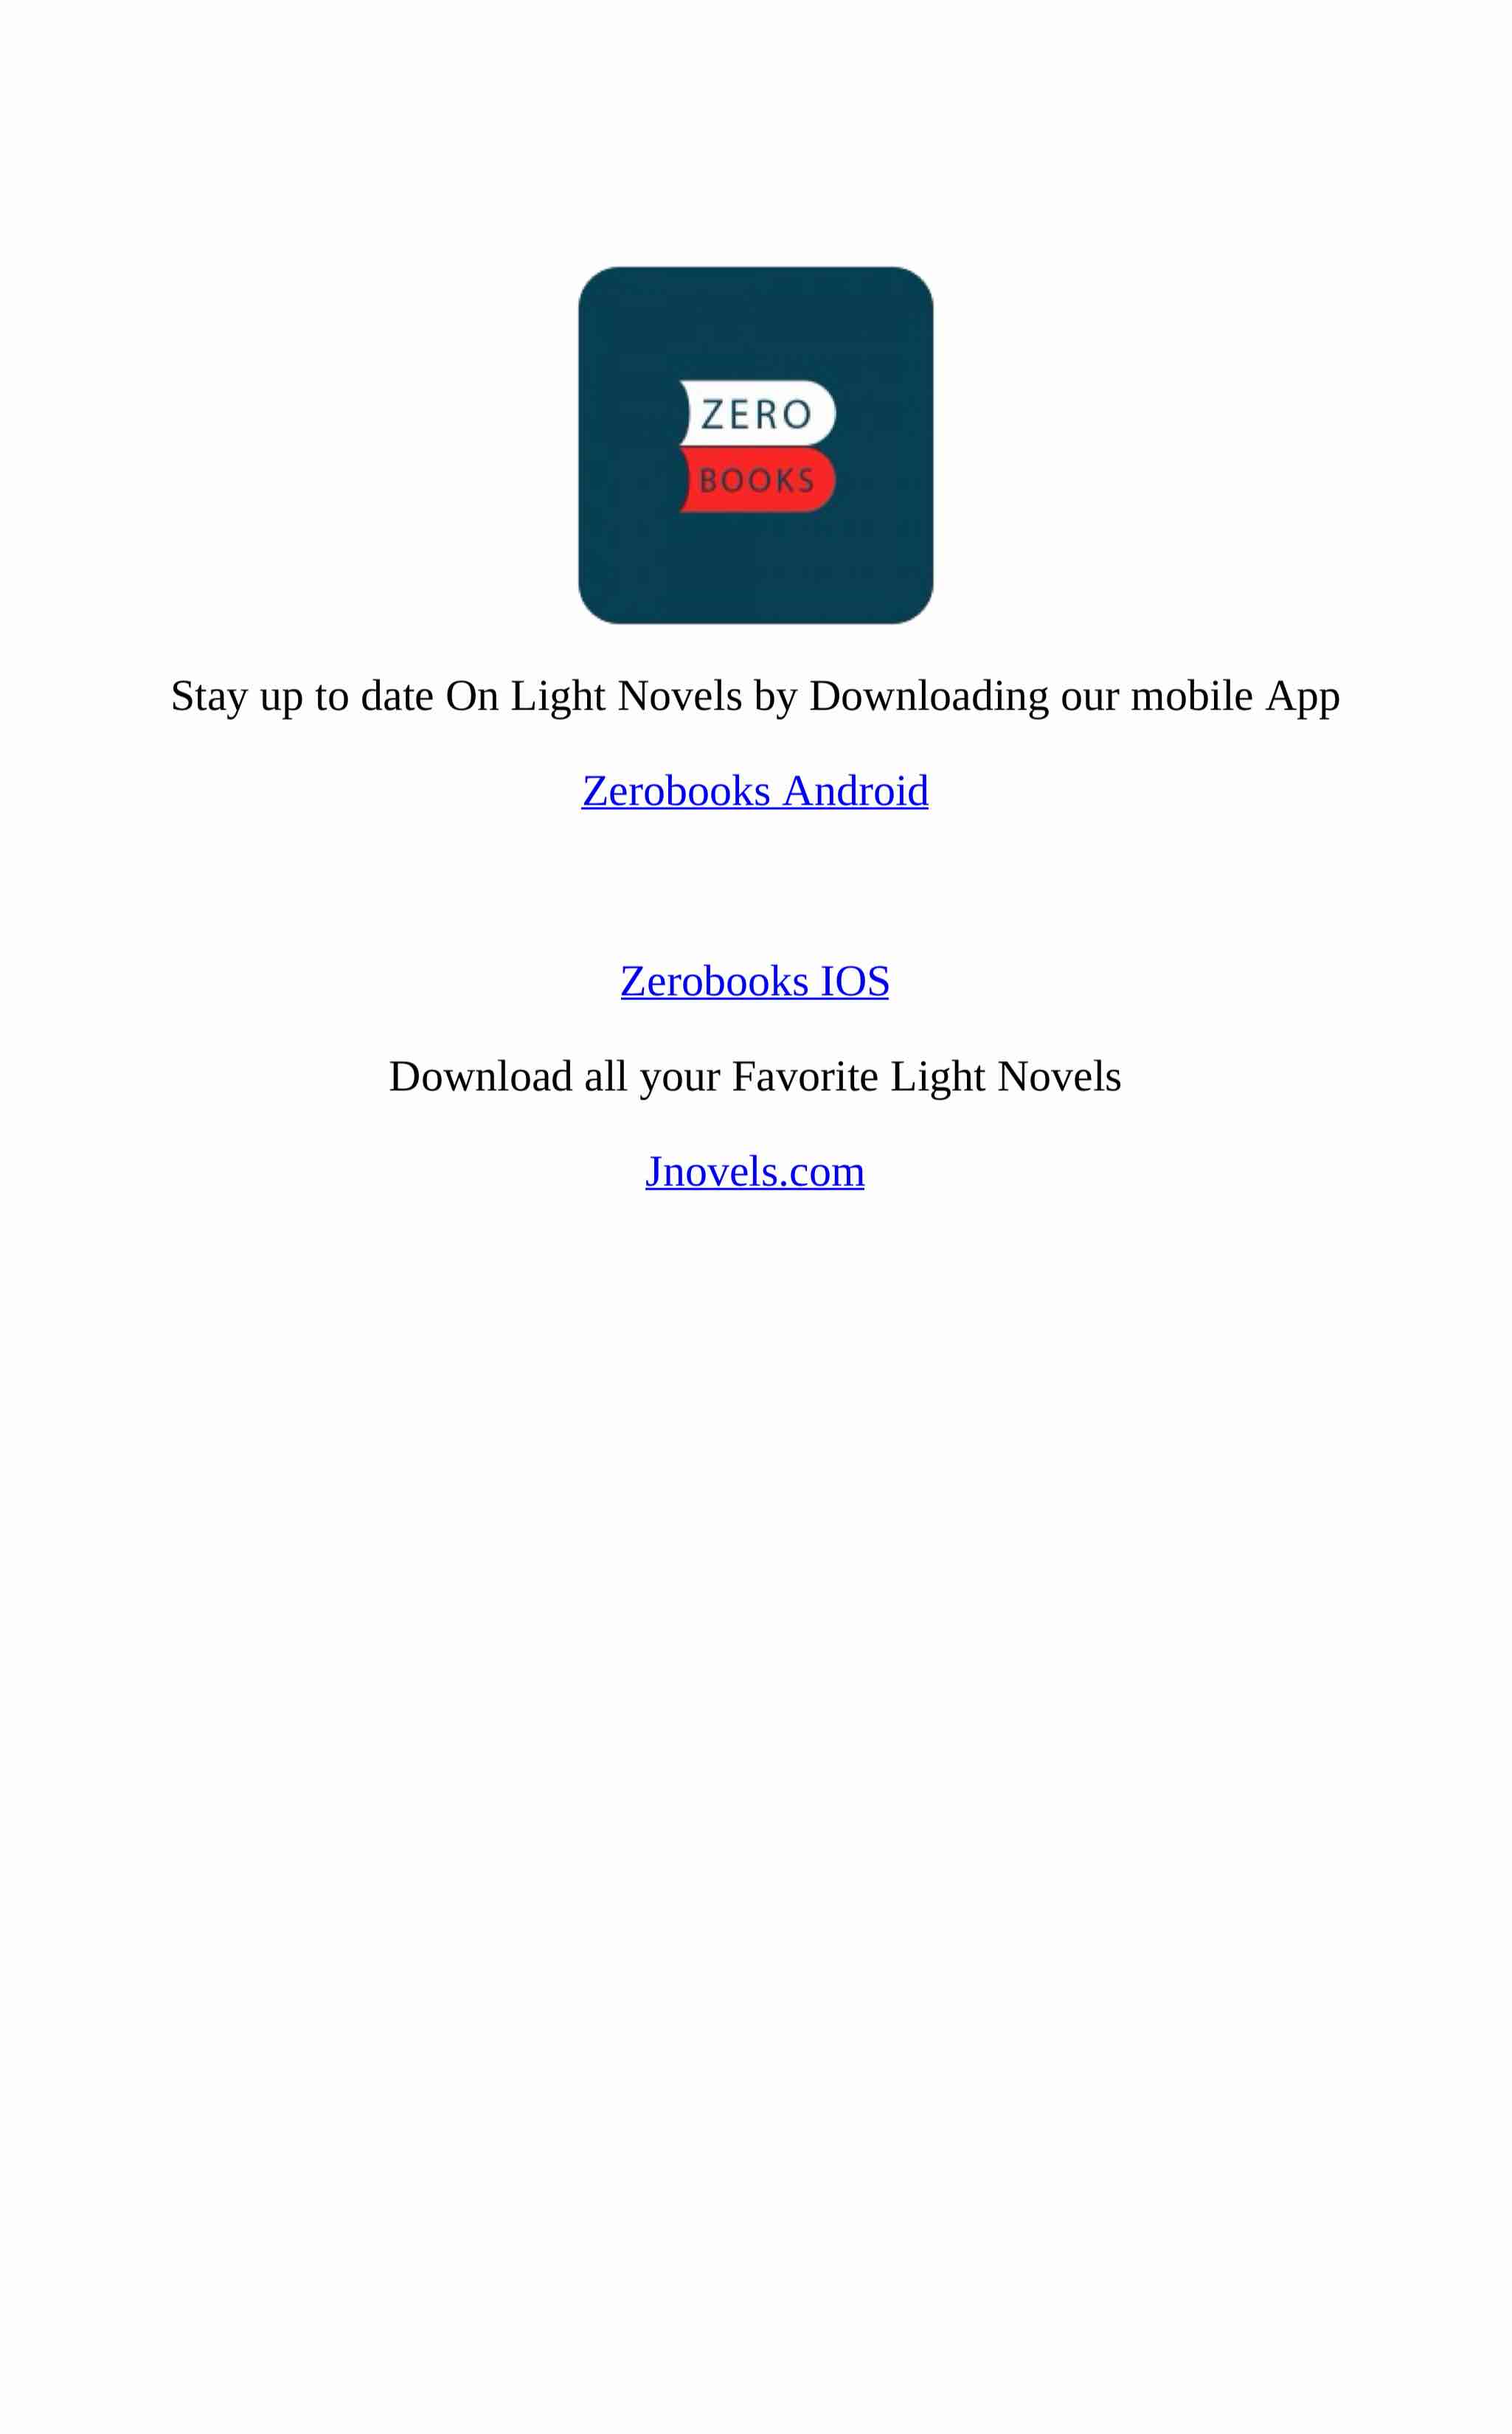 ZERO
BOOKS
Stay up to date On Light Novels by Downloading our mobile App
Zerobooks Android
Zerobooks IOS
Download all your Favorite Light Novels
Jnovels.com